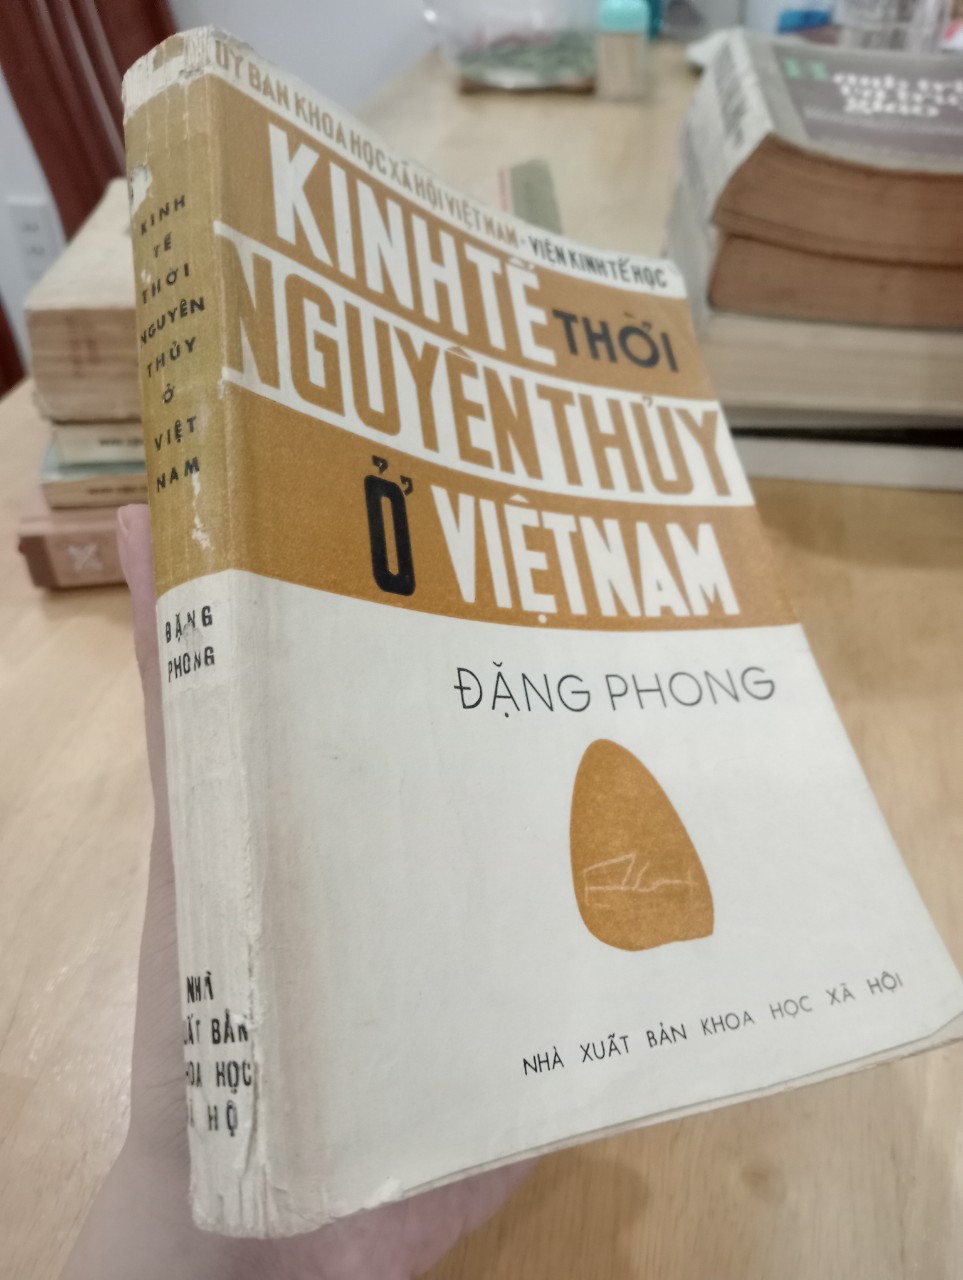 ỦY BAN KHOA HỌC XÃ HỘI VIỆT NAM - VIỆN KINH TẾ HỌC
KINH TẾ THỜI
NGUYÊN THỦY
Ở VIỆT NAM
ĐẶNG PHONG
NHÀ XUẤT BẢN KHOA HỌC XÃ HỘI
KINH
TẾ
THỜI
NGUYÊN
THỦY
Ở
VIỆT
NAM
ĐẶNG
PHONG
NHÀ
BẢN
HỌC
HỘ